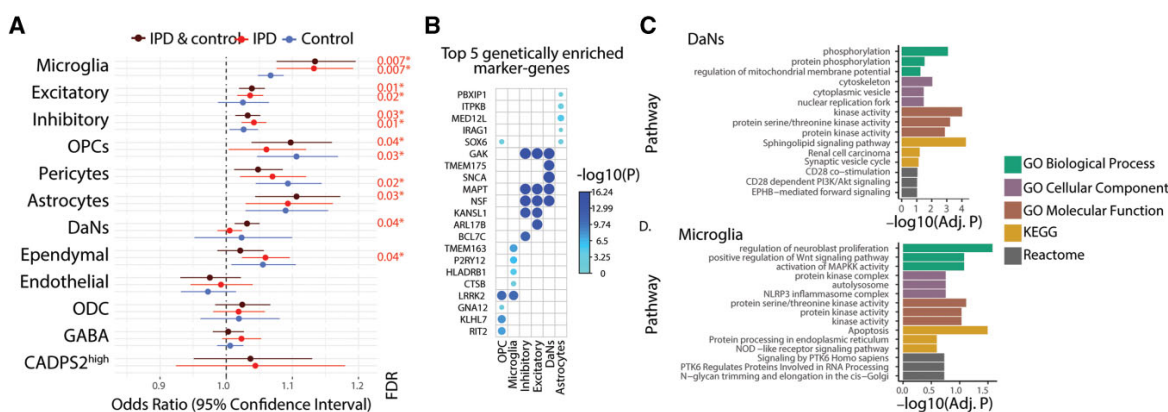 A
IPD & control
IPD
Control
Microglia
Excitatory
Inhibitory
OPCs
Pericytes
Astrocytes
DaNs
Ependymal
Endothelial
ODC
GABA
CADPS2high
0.007*
0.007*
0.01*
0.02*
0.03*
0.01*
0.04*
0.03*
0.02*
0.03*
0.04*
0.04*
FDR
0.9
1.0
1.1
1.2
Odds Ratio (95% Confidence Interval)
B
Top 5 genetically enriched
marker-genes
PBXIP1
ITPKB
MED12L
IRAG1
SOX6
GAK
TMEM175
SNCA
MAPT
NSF
KANSL1
ARL17B
BCL7C
TMEM163
P2RY12
HLADRB1
CTSB
LRRK2
GNA12
KLHL7
RIT2
OPC
Microglia
Inhibitory
Excitatory
DaNs
Astrocytes
-log10(P)
16.24
12.99
9.74
6.5
3.25
0
C
DaNs
Pathway
phosphorylation
protein phosphorylation
regulation of mitochondrial membrane potential
cytoskeleton
cytoplasmic vesicle
nuclear replication fork
kinase activity
protein serine/threonine kinase activity
protein kinase activity
Sphingolipid signaling pathway
Renal cell carcinoma
Synaptic vesicle cycle
CD28 co-stimulation
CD28 dependent PI3K/Akt signaling
EPHB-mediated forward signaling
0 1 2 3 4
−log10(Adj. P)
GO Biological Process
GO Cellular Component
GO Molecular Function
KEGG
Reactome
D.
Microglia
Pathway
regulation of neuroblast proliferation
positive regulation of Wnt signaling pathway
activation of MAPKK activity
protein kinase complex
autolysosome
NLRP3 inflammasome complex
protein serine/threonine kinase activity
protein kinase activity
kinase activity
Apoptosis
Protein processing in endoplasmic reticulum
NOD -like receptor signaling pathway
Signaling by PTK6 Homo sapiens
PTK6 Regulates Proteins Involved in RNA Processing
N-glycan trimming and elongation in the cis-Golgi
0.0 0.5 1.0 1.5
−log10(Adj. P)